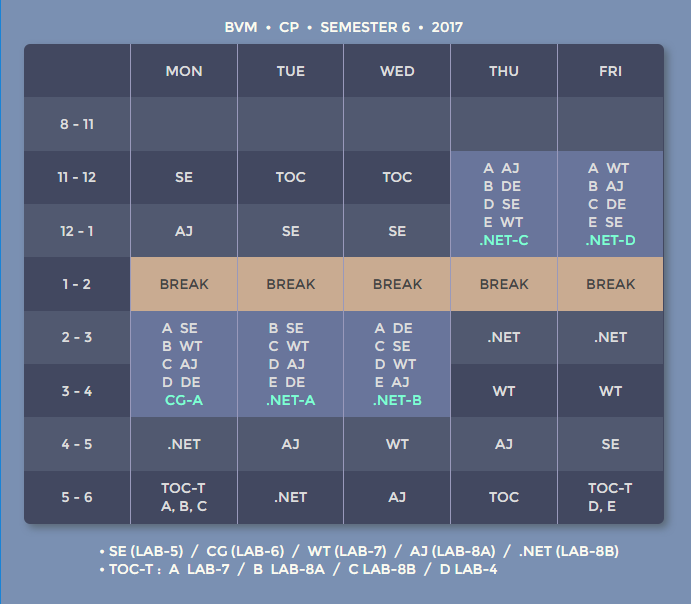 BVM • CP • SEMESTER 6 • 2017
MON TUE WED THU FRI
8 - 11
11 - 12 SE TOC TOC
A AJ
B DE
D SE
E WT
.NET-C
A WT
B AJ
C DE
E SE
.NET-D
12 - 1 AJ SE SE
1 - 2 BREAK BREAK BREAK BREAK BREAK
2 - 3
A SE
B WT
C AJ
D DE
CG-A
B SE
C WT
D AJ
E DE
.NET-A
A DE
C SE
D WT
E AJ
.NET-B
.NET .NET
3 - 4 WT WT
4 - 5 .NET AJ WT AJ SE
5 - 6
TOC-T
A, B, C
.NET AJ TOC
TOC-T
D, E
• SE (LAB-5) / CG (LAB-6) / WT (LAB-7) / AJ (LAB-8A) / .NET (LAB-8B)
• TOC-T : A LAB-7 / B LAB-8A / C LAB-8B / D LAB-4